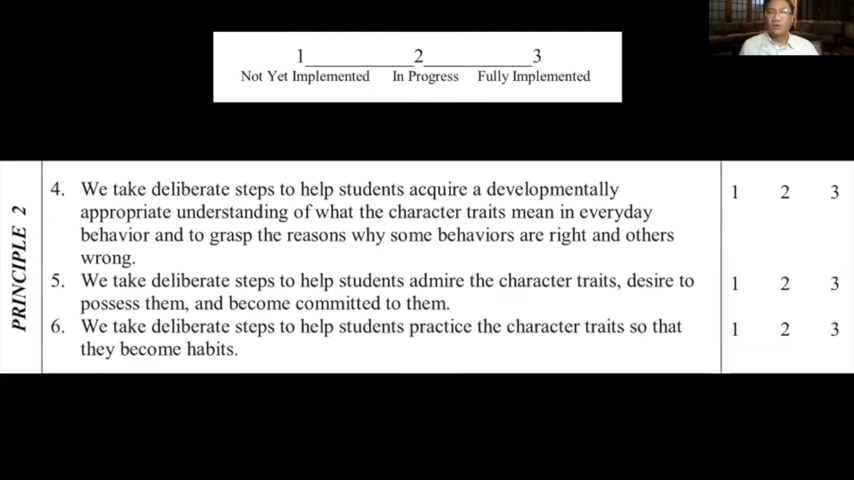 1____________2____________3
Not Yet Implemented In Progress Fully Implemented
PRINCIPLE 2
4. We take deliberate steps to help students acquire a developmentally 1 2 3
appropriate understanding of what the character traits mean in everyday
behavior and to grasp the reasons why some behaviors are right and others
wrong.
5. We take deliberate steps to help students admire the character traits, desire to 1 2 3
possess them, and become committed to them.
6. We take deliberate steps to help students practice the character traits so that 1 2 3
they become habits.